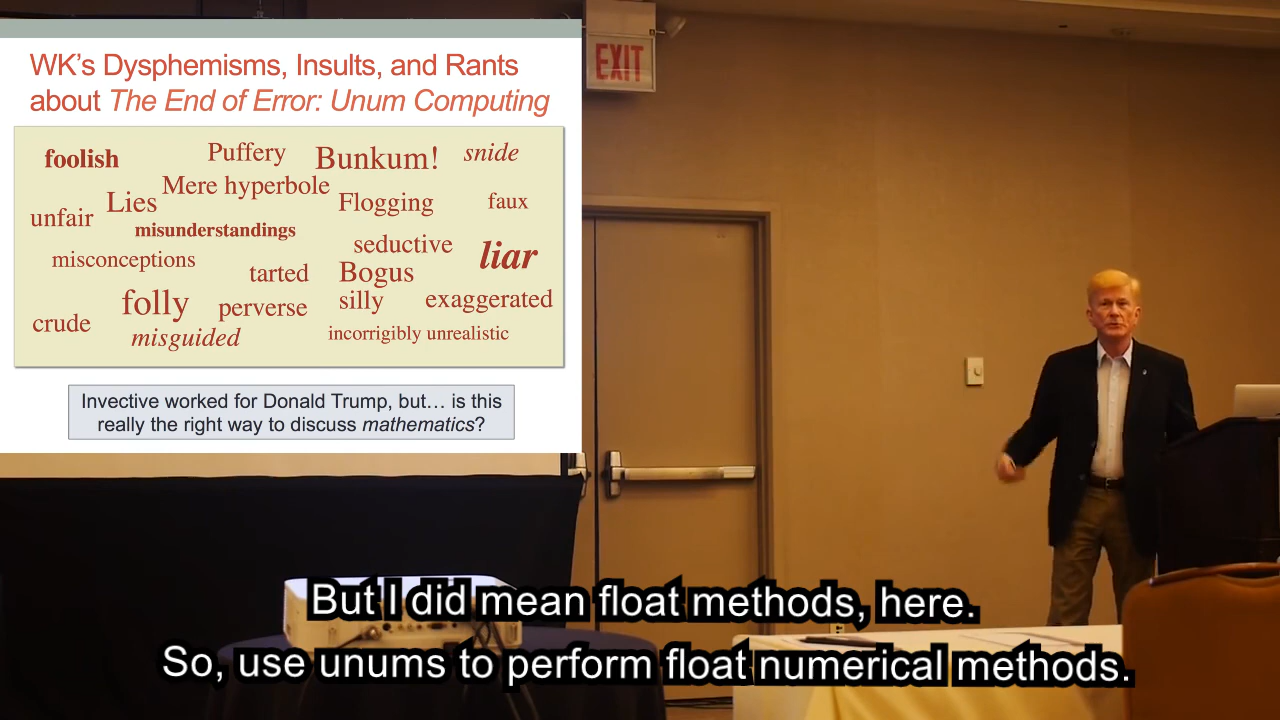 WK's Dysphemisms, Insults, and Rants
about The End of Error: Unum Computing
foolish Puffery Bunkum! snide
Lies Mere hyperbole Flogging faux
unfair misunderstandings seductive liar
misconceptions tarted Bogus
folly perverse silly exaggerated
crude misguided incorrigibly unrealistic
Invective worked for Donald Trump, but… is this
really the right way to discuss mathematics?
EXIT
But I did mean float methods, here.
So, use unums to perform float numerical methods.